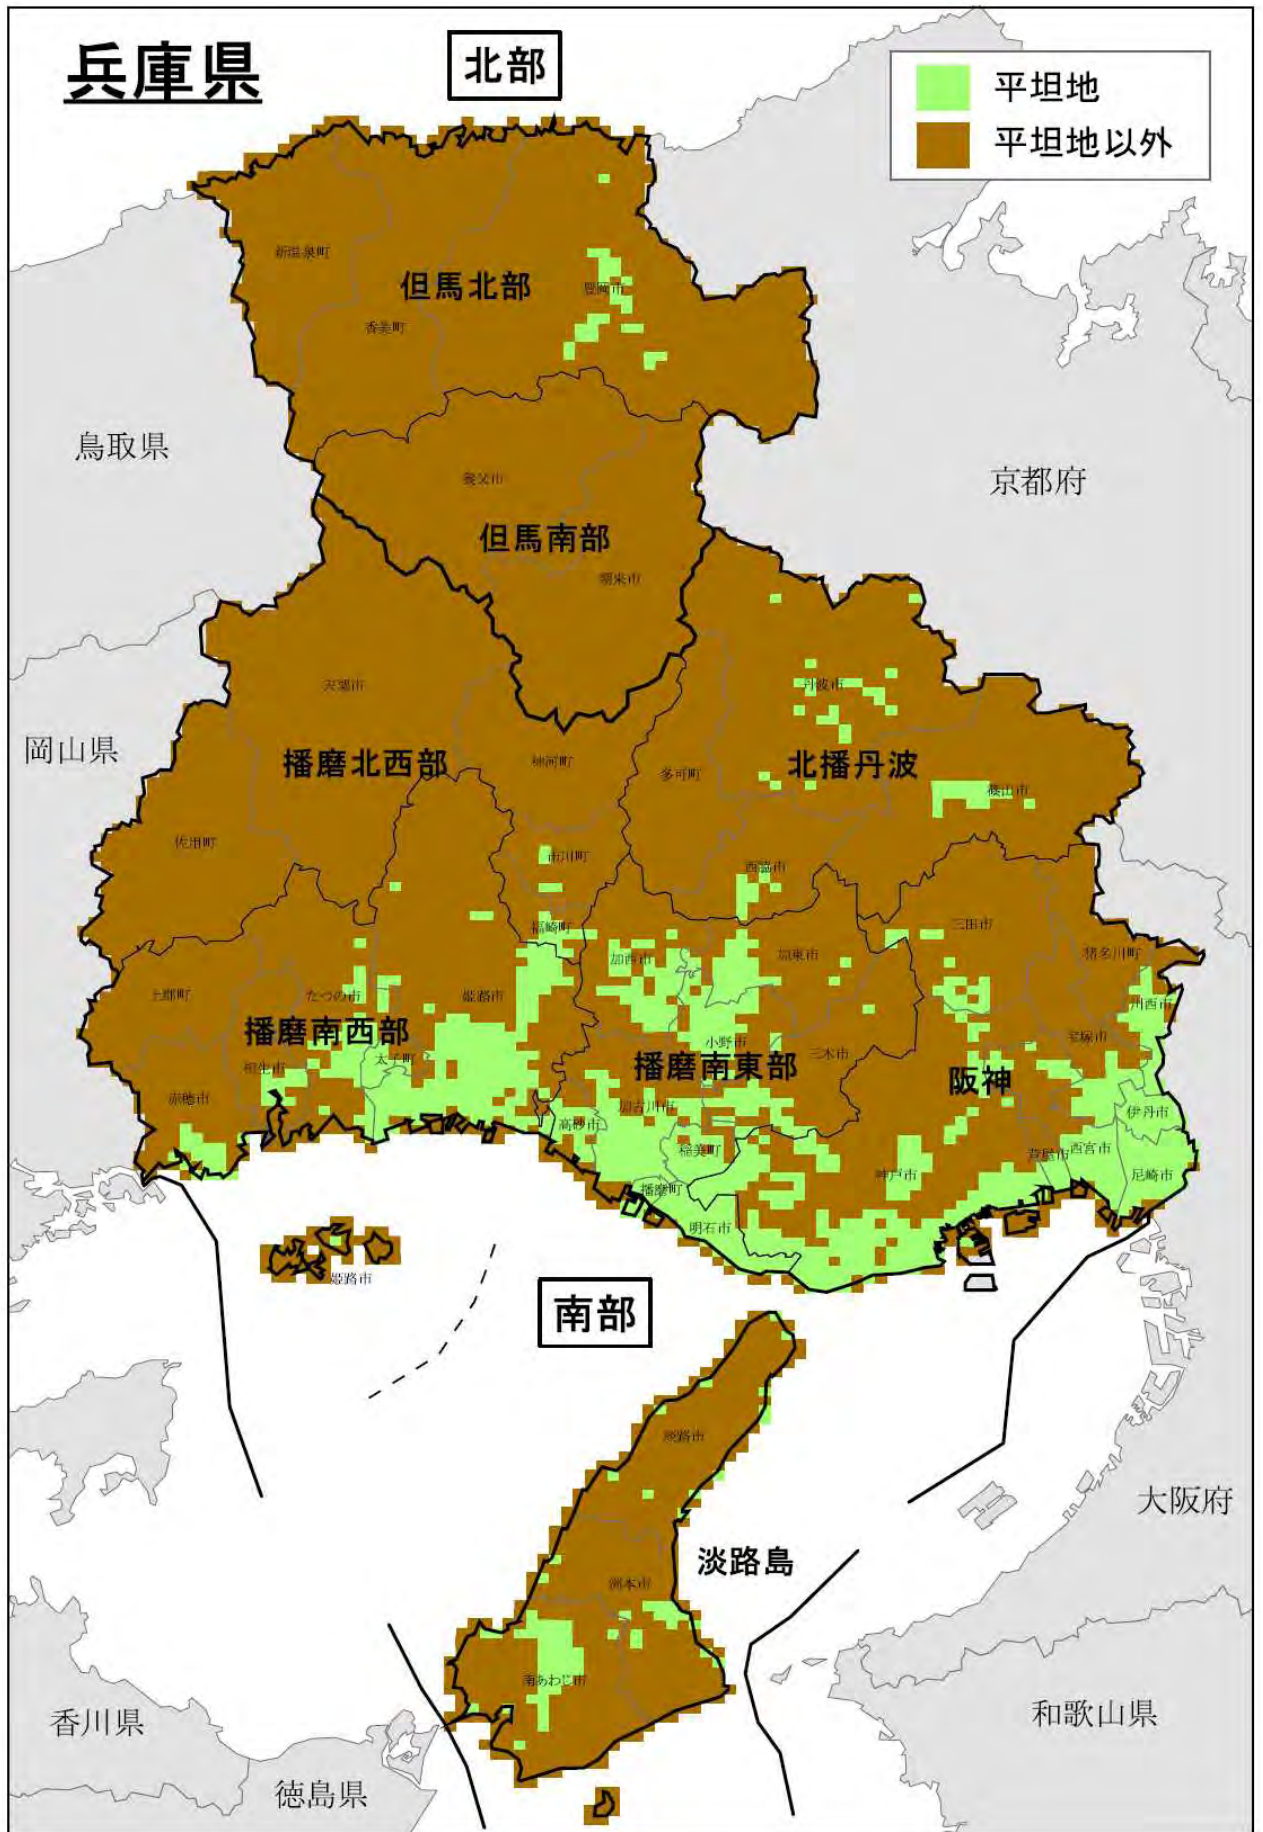 兵庫県
北部
平坦地
平坦地以外
新温泉町
但馬北部
豊岡市
香美町
鳥取県
京都府
養父市
但馬南部
朝来市
宍粟市
丹波市
岡山県
播磨北西部
神河町
多可町
北播丹波
篠山市
佐用町
市川町
西脇市
福崎町
三田市
加西市
加東市
猪多川町
上郡町
たつの市
姫路市
川西市
播磨南西部
小野市
宝塚市
太子町
播磨南東部
三木市
相生市
阪神
赤穂市
加古川市
伊丹市
高砂市
稲美町
芦屋市
西宮市
神戸市
尼崎市
播磨町
明石市
姫路市
南部
淡路市
大阪府
淡路島
洲本市
南あわじ市
香川県
和歌山県
徳島県